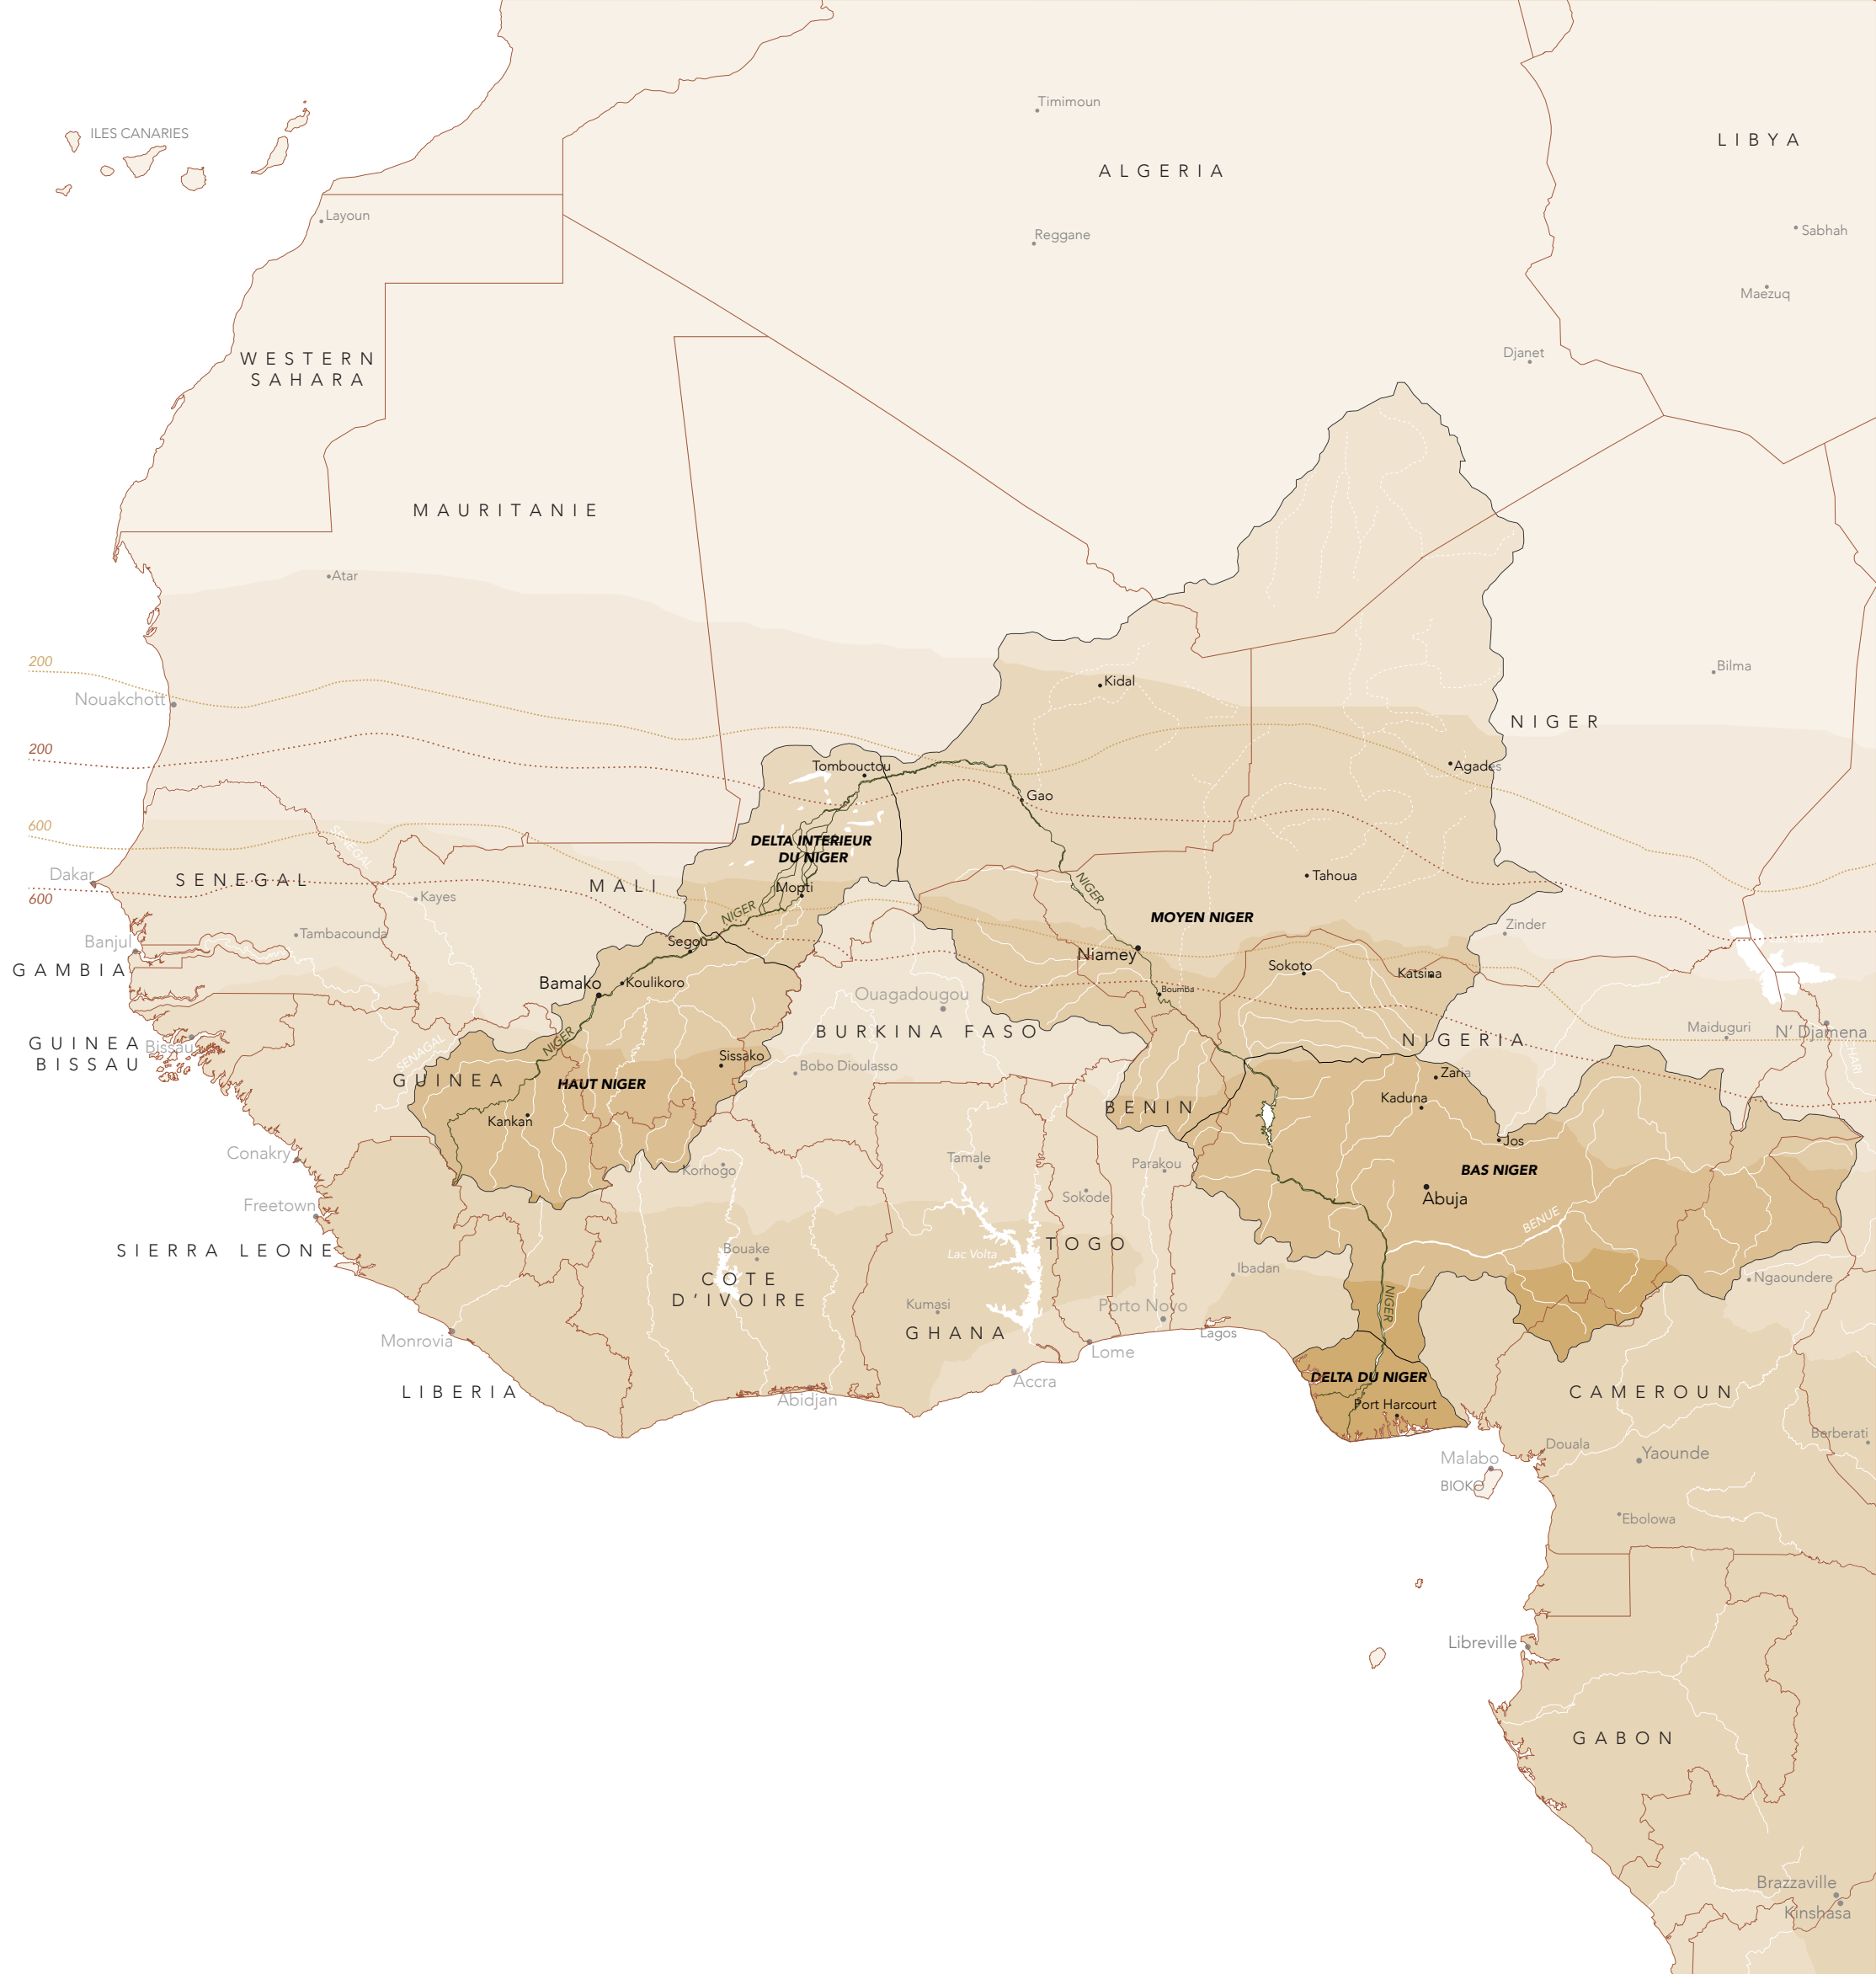 Timimoun
ILES CANARIES
LIBYA
ALGERIA
Layoun
Reggane
Sabhah
Maezuq
WESTERN
SAHARA
Djanet
MAURITANIE
Atar
200
Bilma
Kidal
Nouakchott
NIGER
200
Tombouctou
Agades
Gao
600
SENEGAL
DELTA INTERIEUR
DU NIGER
Dakar
SENEGAL
MALI
Mopti
NIGER
Tahoua
600
Kayes
NIGER
MOYEN NIGER
Zinder
Tambacounda
Banjul
Segou
Niamey
GAMBIA
Sokoto
Katsina
Bamako
Koulikoro
Ouagadougou
Boumba
BURKINA FASO
Maiduguri
N' Djamena
GUINEA
BISSAU
Bissau
SENAGAL
NIGER
NIGERIA
CHARI
Sissako
Bobo Dioulasso
GUINEA
HAUT NIGER
Zaria
Kaduna
BENIN
Kankan
Jos
Conakry
Korhogo
Tamale
Parakou
BAS NIGER
Sokode
Abuja
Freetown
BENUE
SIERRA LEONE
Bouake
Lac Volta
TOGO
Ibadan
Ngaoundere
COTE
D'IVOIRE
Kumasi
Porto Novo
NIGER
GHANA
Lagos
Monrovia
Lome
LIBERIA
Accra
DELTA DU NIGER
CAMEROUN
Abidjan
Port Harcourt
Berberati
Douala
Yaounde
Malabo
BIOKO
Ebolowa
Libreville
GABON
Brazzaville
Kinshasa